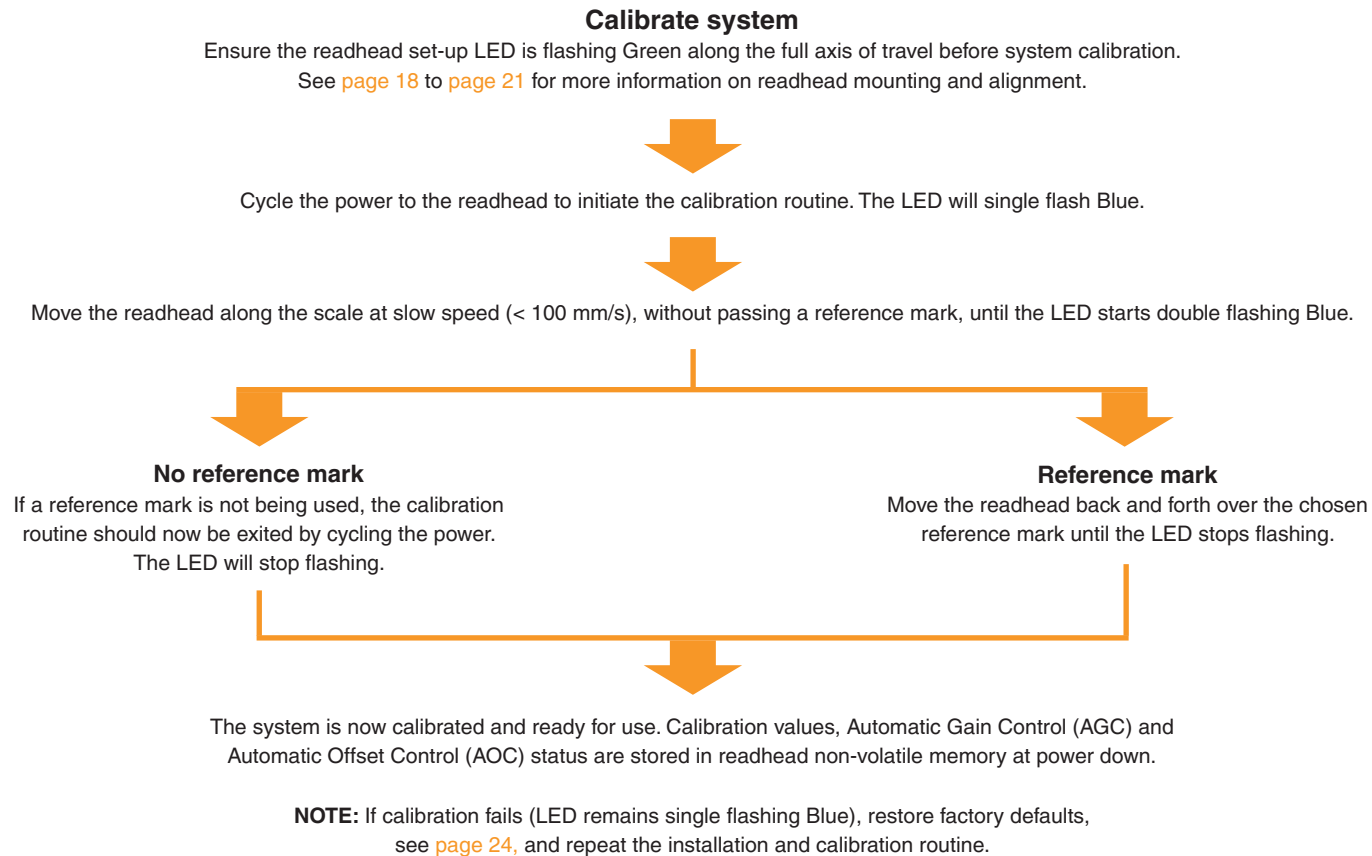 Calibrate system
Ensure the readhead set-up LED is flashing Green along the full axis of travel before system calibration.
See page 18 to page 21 for more information on readhead mounting and alignment.
Cycle the power to the readhead to initiate the calibration routine. The LED will single flash Blue.
Move the readhead along the scale at slow speed (< 100 mm/s), without passing a reference mark, until the LED starts double flashing Blue.
No reference mark
If a reference mark is not being used, the calibration
routine should now be exited by cycling the power.
The LED will stop flashing.
Reference mark
Move the readhead back and forth over the chosen
reference mark until the LED stops flashing.
The system is now calibrated and ready for use. Calibration values, Automatic Gain Control (AGC) and
Automatic Offset Control (AOC) status are stored in readhead non-volatile memory at power down.
NOTE: If calibration fails (LED remains single flashing Blue), restore factory defaults,
see page 24, and repeat the installation and calibration routine.